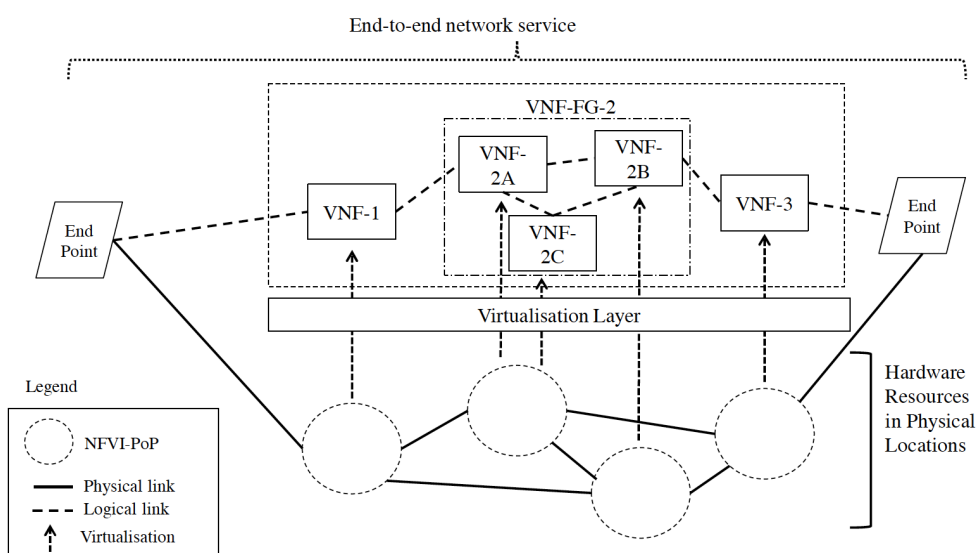 End-to-end network service
VNF-FG-2
VNF-
2A
VNF-
2B
VNF-1
VNF-3
VNF-
2C
End
Point
End
Point
Virtualisation Layer
Hardware
Resources
in Physical
Locations
Legend
NFVI-PoP
Physical link
Logical link
Virtualisation